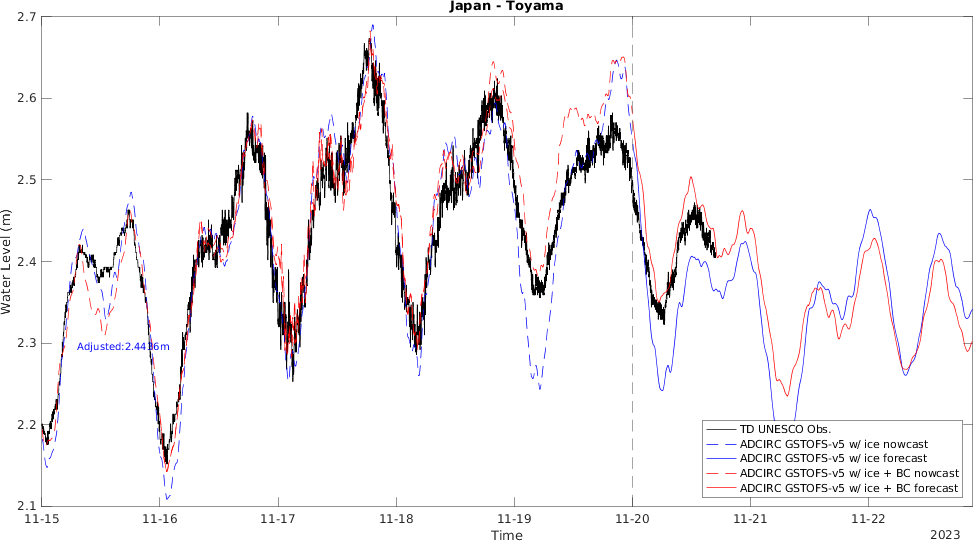 Japan - Toyama
2.7
2.6
2.5
2.4
2.3
2.2
2.1
Water Level (m)
Adjusted:2.4436m
TD UNESCO Obs.
ADCIRC GSTOFS-v5 w/ ice nowcast
ADCIRC GSTOFS-v5 w/ ice forecast
ADCIRC GSTOFS-v5 w/ ice + BC nowcast
ADCIRC GSTOFS-v5 w/ ice + BC forecast
11-15 11-16 11-17 11-18 11-19 11-20 11-21 11-22
Time
2023